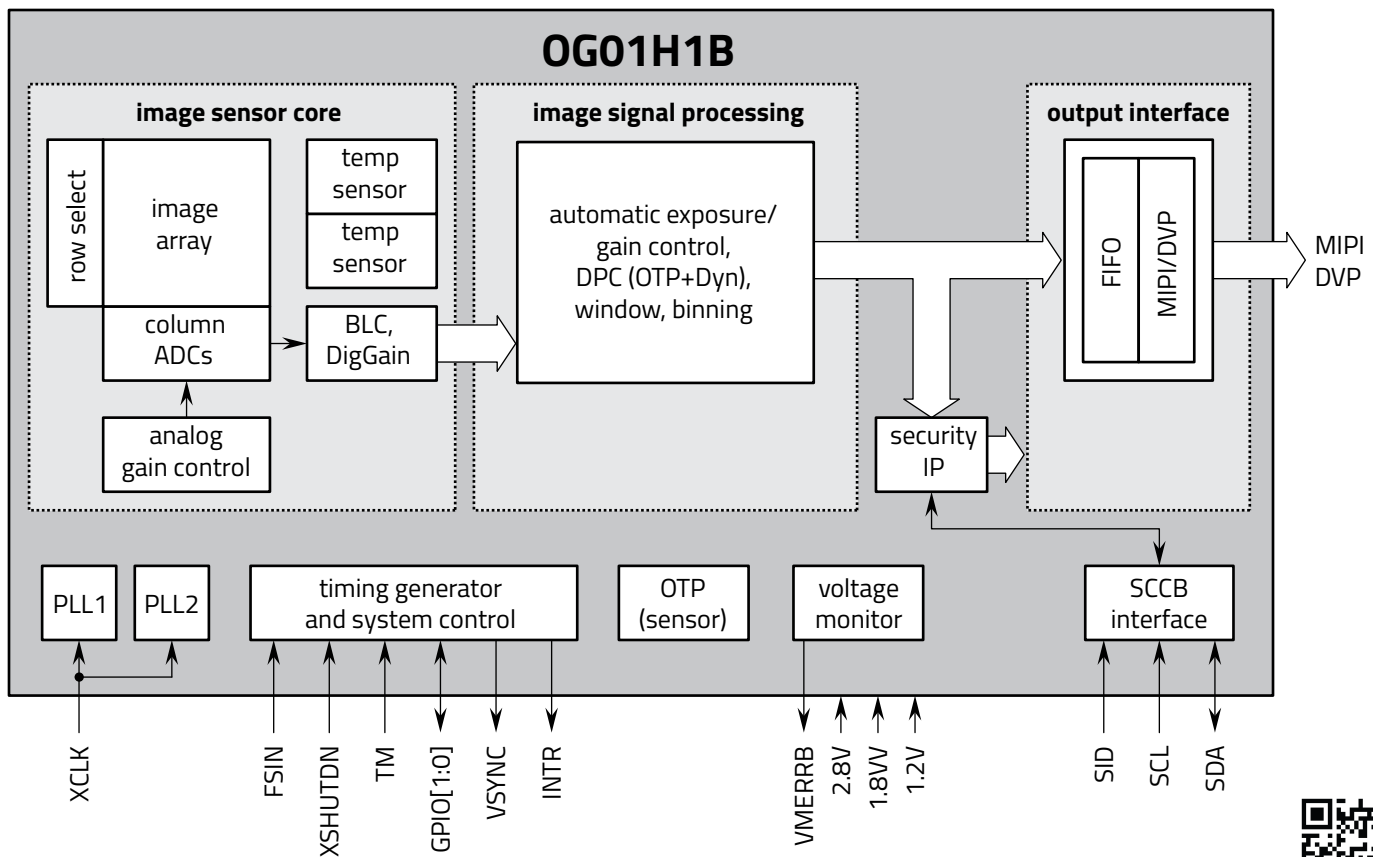 OG01H1B
image sensor core
row select
image
array
temp
sensor
temp
sensor
column
ADCs
BLC,
DigGain
analog
gain control
image signal processing
automatic exposure/
gain control,
DPC (OTP+Dyn),
window, binning
output interface
FIFO
MIPI/DVP
MIPI
DVP
security
IP
PLL1
PLL2
timing generator
and system control
OTP
(sensor)
voltage
monitor
SCCB
interface
XCLK
FSIN
XSHUTDN
TM
GPIO[1:0]
VSYNC
INTR
VMERRB
2.8V
1.8VV
1.2V
SID
SCL
SDA